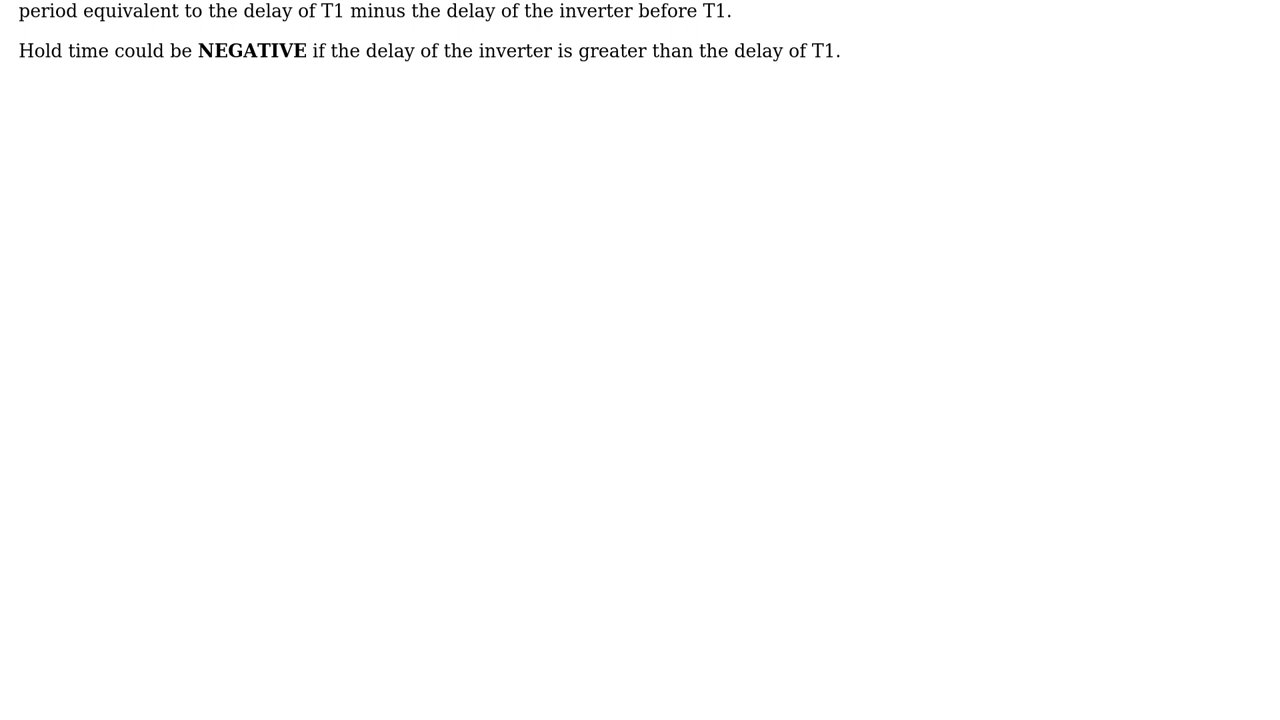 period equivalent to the delay of T1 minus the delay of the inverter before T1.
Hold time could be NEGATIVE if the delay of the inverter is greater than the delay of T1.